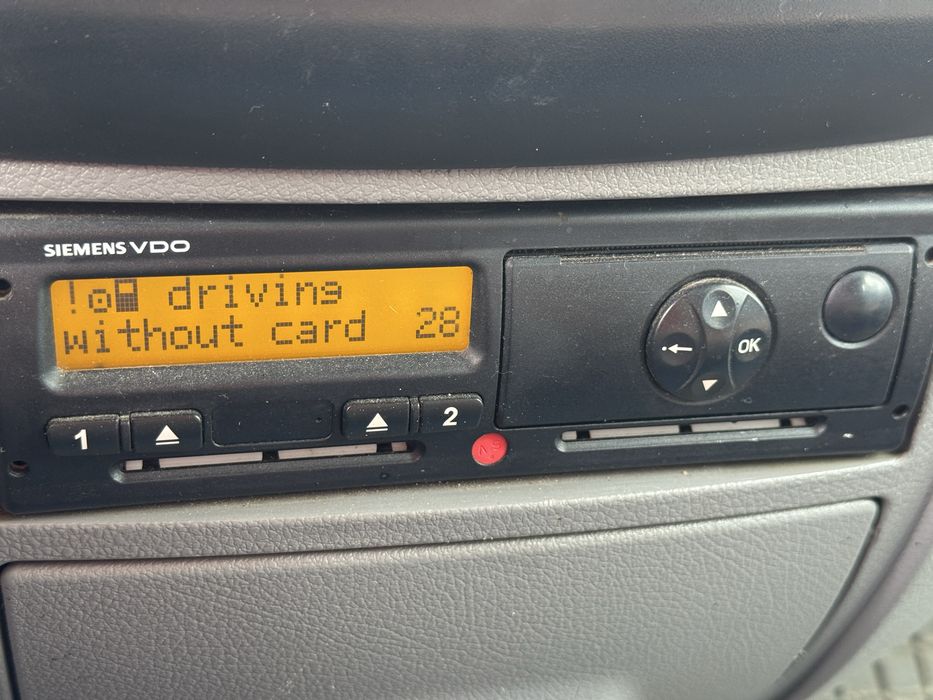 SIEMENS VDO
! driving
without card 28
1
2
OK